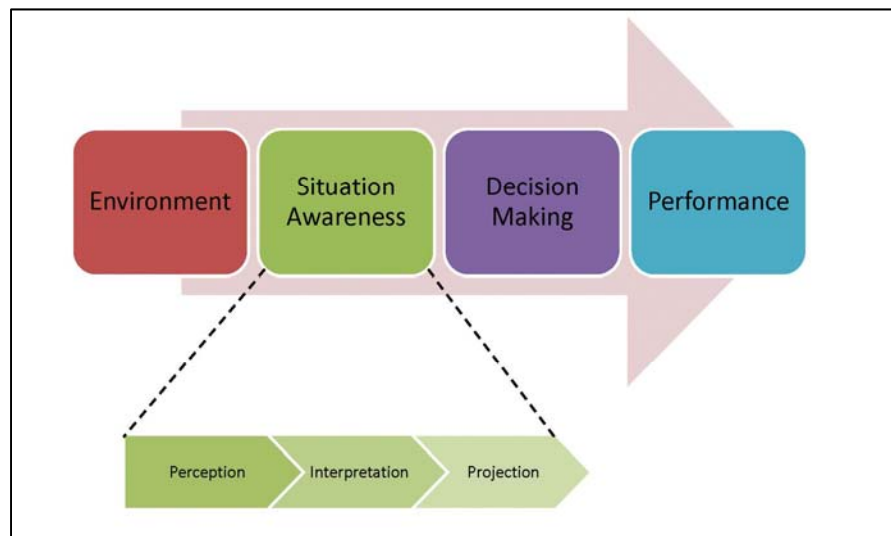 Environment
Situation
Awareness
Decision
Making
Performance
Perception
Interpretation
Projection